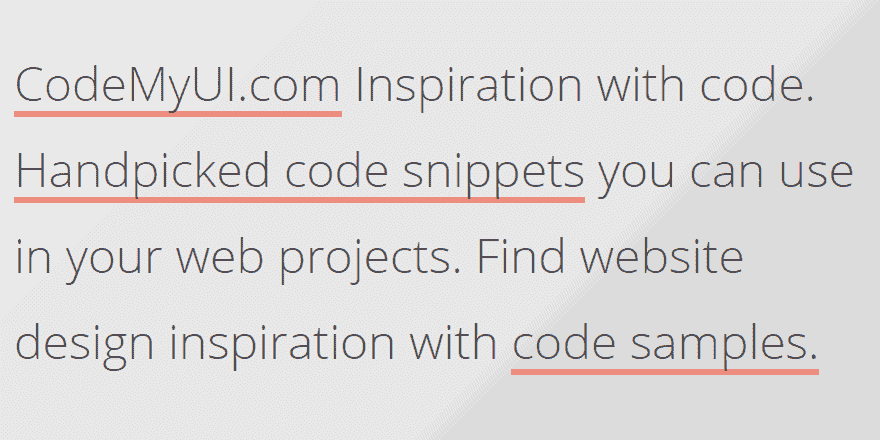 CodeMyUI.com Inspiration with code.
Handpicked code snippets you can use
in your web projects. Find website
design inspiration with code samples.